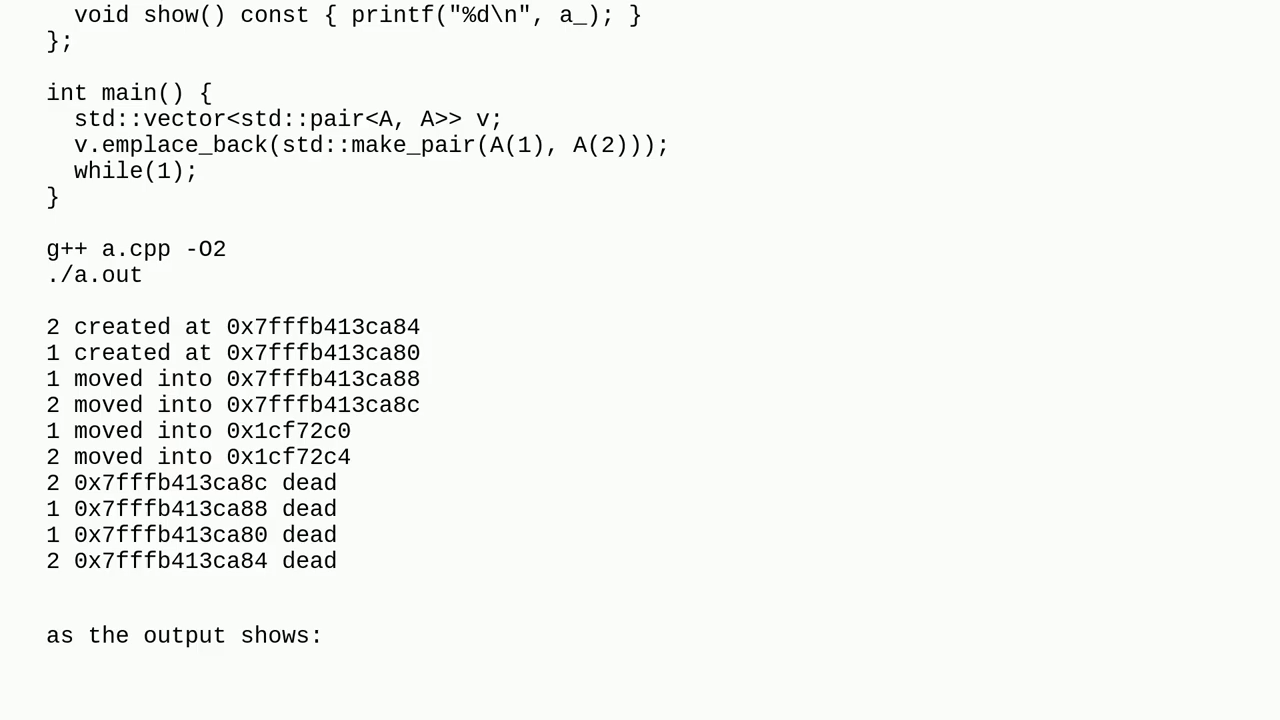 void show() const { printf("%d\n", a_); }
};
int main() {
std::vector<std::pair<A, A>> v;
v.emplace_back(std::make_pair(A(1), A(2)));
while(1);
}
g++ a.cpp -O2
./a.out
2 created at 0x7fffb413ca84
1 created at 0x7fffb413ca80
1 moved into 0x7fffb413ca88
2 moved into 0x7fffb413ca8c
1 moved into 0x1cf72c0
2 moved into 0x1cf72c4
2 0x7fffb413ca8c dead
1 0x7fffb413ca88 dead
1 0x7fffb413ca80 dead
2 0x7fffb413ca84 dead
as the output shows: